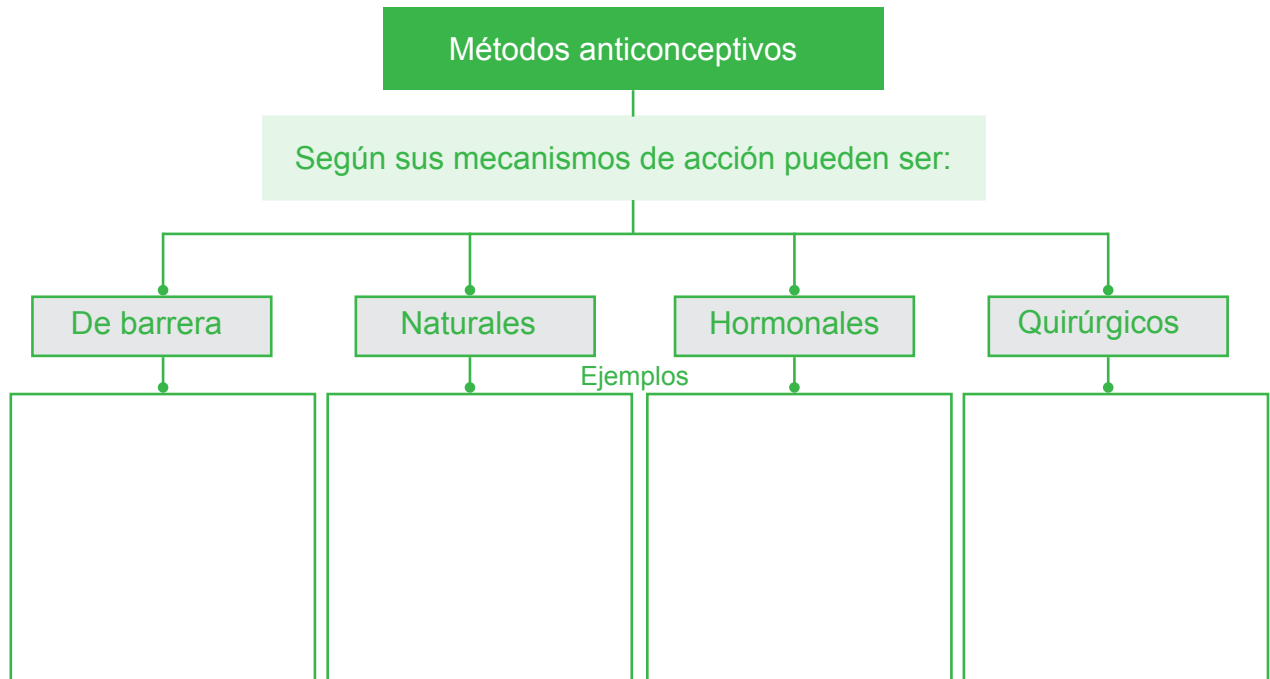 Métodos anticonceptivos
Según sus mecanismos de acción pueden ser:
De barrera
Naturales
Hormonales
Quirúrgicos
Ejemplos